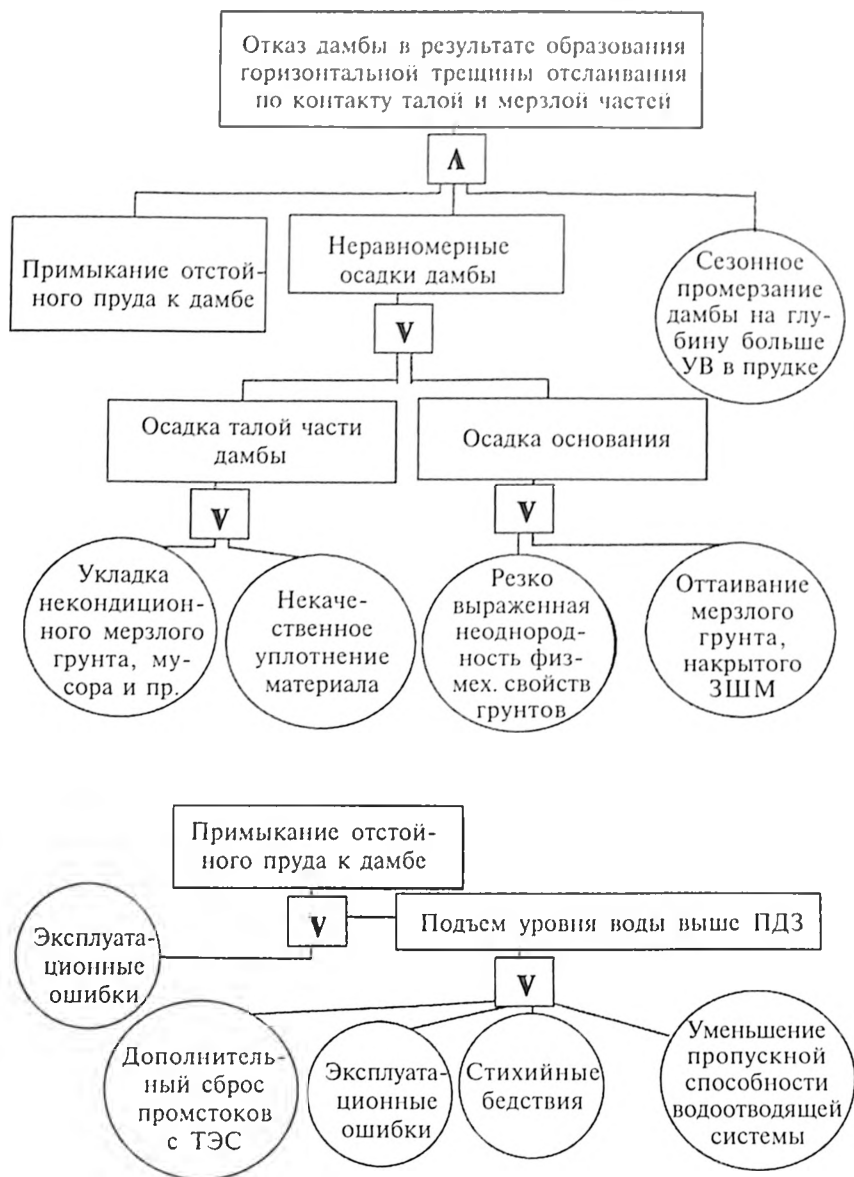 Отказ дамбы в результате образования
горизонтальной трещины отслаивания
по контакту талой и мерзлой частей
Λ
Примыкание отстой-
ного пруда к дамбе
Неравномерные
осадки дамбы
Сезонное
промерзание
дамбы на глу-
бину больше
УВ в прудке
V
Осадка талой части
дамбы
Осадка основания
V
V
Укладка
некондицион-
ного мерзлого
грунта, му-
сора и пр.
Некаче-
ственное
уплотнение
материала
Резко
выраженная
неоднород-
ность физ-
мех. свойств
грунтов
Оттаивание
мерзлого
грунта,
накрытого
ЗШМ
Примыкание отстой-
ного пруда к дамбе
V
Подъем уровня воды выше ПДЗ
Эксплуата-
ционные
ошибки
V
Дополнитель-
ный сброс
промстоков
с ТЭС
Эксплуата-
ционные
ошибки
Стихийные
бедствия
Уменьшение
пропускной
способности
водоотводящей
системы